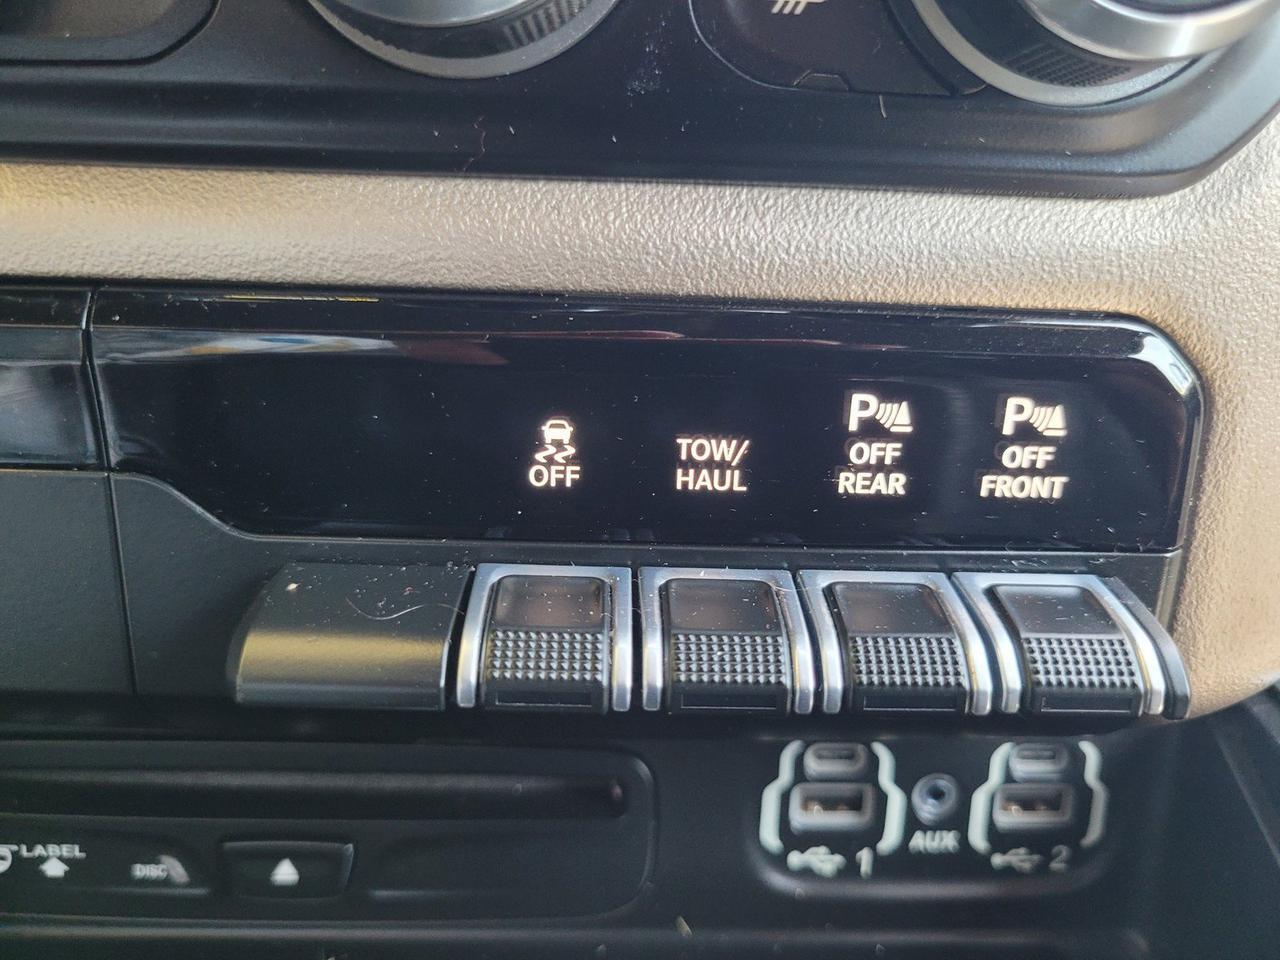 OFF
TOW/
HAUL
P
OFF
REAR
P
OFF
FRONT
LABEL
DISC
1
AUX
2